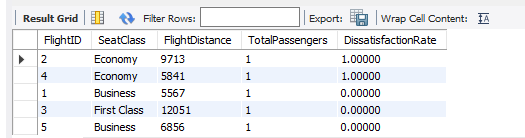 Result Grid Filter Rows: Export: Wrap Cell Content: IA
FlightID SeatClass FlightDistance TotalPassengers DissatisfactionRate
2 Economy 9713 1 1.00000
4 Economy 5841 1 1.00000
1 Business 5567 1 0.00000
3 First Class 12051 1 0.00000
5 Business 6856 1 0.00000